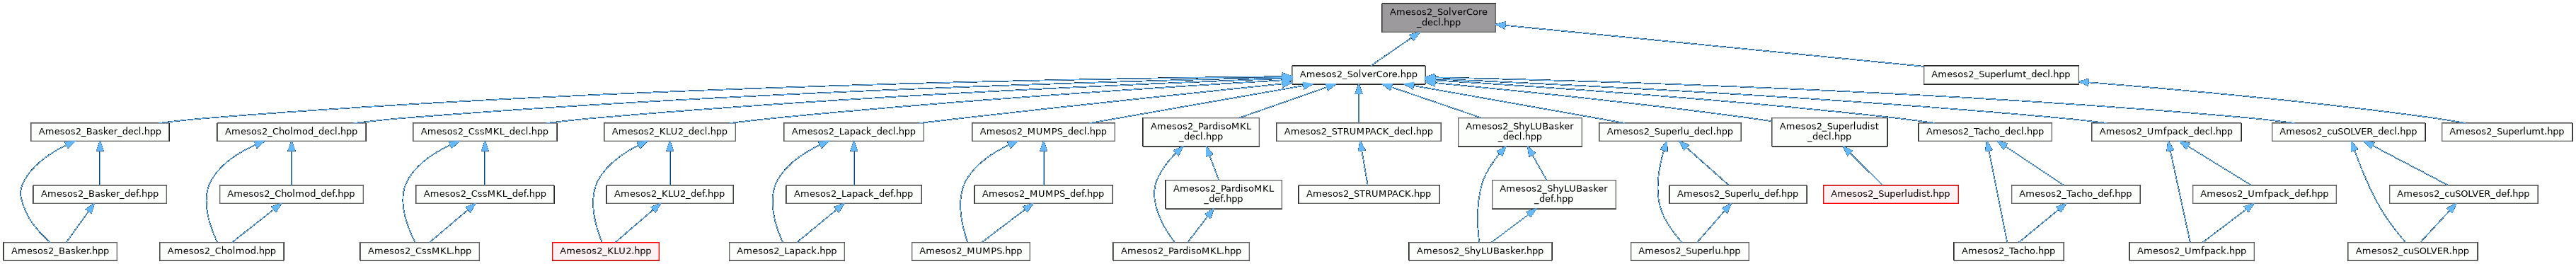 Amesos2_SolverCore
_decl.hpp
Amesos2_SolverCore.hpp
Amesos2_Superlumt_decl.hpp
Amesos2_Basker_decl.hpp
Amesos2_Cholmod_decl.hpp
Amesos2_CssMKL_decl.hpp
Amesos2_KLU2_decl.hpp
Amesos2_Lapack_decl.hpp
Amesos2_MUMPS_decl.hpp
Amesos2_PardisoMKL
_decl.hpp
Amesos2_STRUMPACK_decl.hpp
Amesos2_ShyLUBasker
_decl.hpp
Amesos2_Superlu_decl.hpp
Amesos2_Superludist
_decl.hpp
Amesos2_Tacho_decl.hpp
Amesos2_Umfpack_decl.hpp
Amesos2_cuSOLVER_decl.hpp
Amesos2_Superlumt.hpp
Amesos2_Basker_def.hpp
Amesos2_Cholmod_def.hpp
Amesos2_CssMKL_def.hpp
Amesos2_KLU2_def.hpp
Amesos2_Lapack_def.hpp
Amesos2_MUMPS_def.hpp
Amesos2_PardisoMKL
_def.hpp
Amesos2_STRUMPACK.hpp
Amesos2_ShyLUBasker
_def.hpp
Amesos2_Superlu_def.hpp
Amesos2_Superludist.hpp
Amesos2_Tacho_def.hpp
Amesos2_Umfpack_def.hpp
Amesos2_cuSOLVER_def.hpp
Amesos2_Basker.hpp
Amesos2_Cholmod.hpp
Amesos2_CssMKL.hpp
Amesos2_KLU2.hpp
Amesos2_Lapack.hpp
Amesos2_MUMPS.hpp
Amesos2_PardisoMKL.hpp
Amesos2_ShyLUBasker.hpp
Amesos2_Superlu.hpp
Amesos2_Tacho.hpp
Amesos2_Umfpack.hpp
Amesos2_cuSOLVER.hpp